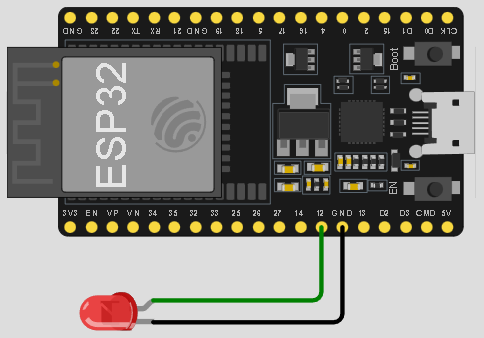 GND 23 22 TX RX 21 GND 19 18 5 17 16 4 0 2 15 D1 D0 CLK
Boot
ESP32
EN
3V3 EN VP VN 34 35 32 33 25 26 27 14 12 GND 13 D2 D3 CMD 5V